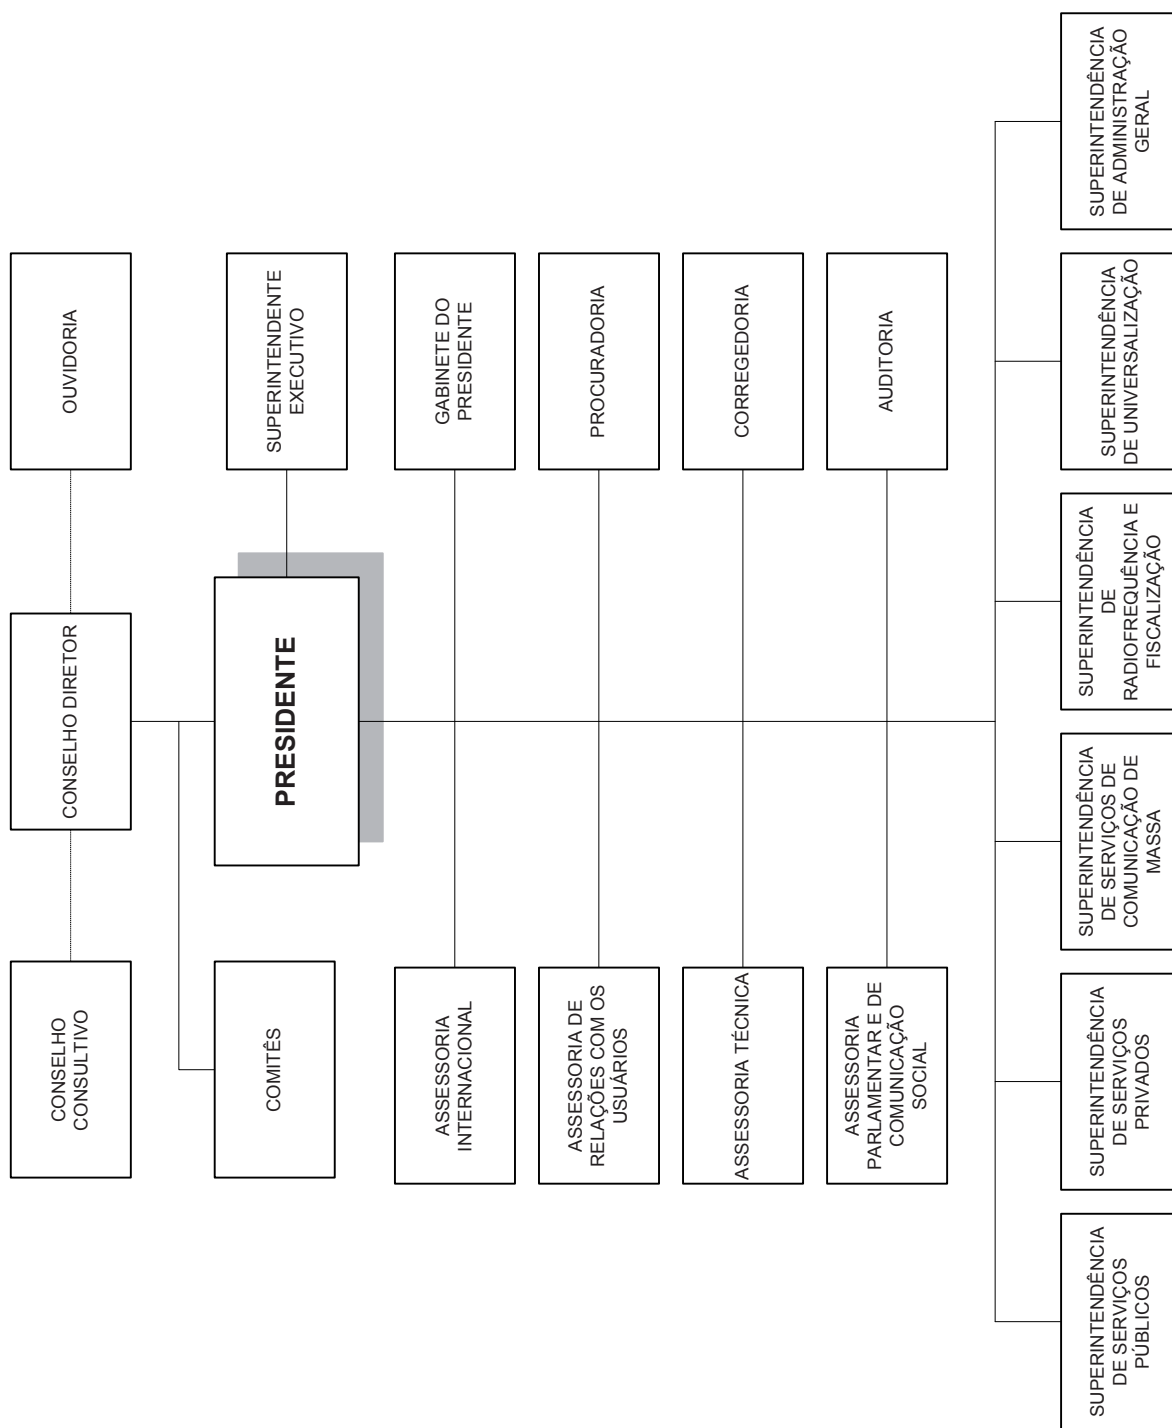 CONSELHO
CONSULTIVO
CONSELHO DIRETOR
OUVIDORIA
COMITÊS
PRESIDENTE
SUPERINTENDENTE
EXECUTIVO
ASSESSORIA
INTERNACIONAL
GABINETE DO
PRESIDENTE
ASSESSORIA DE
RELAÇÕES COM OS
USUÁRIOS
PROCURADORIA
ASSESSORIA TÉCNICA
CORREGEDORIA
ASSESSORIA
PARLAMENTAR E DE
COMUNICAÇÃO
SOCIAL
AUDITORIA
SUPERINTENDÊNCIA
DE SERVIÇOS
PÚBLICOS
SUPERINTENDÊNCIA
DE SERVIÇOS
PRIVADOS
SUPERINTENDÊNCIA
DE SERVIÇOS DE
COMUNICAÇÃO DE
MASSA
SUPERINTENDÊNCIA
DE
RADIOFREQUÊNCIA E
FISCALIZAÇÃO
SUPERINTENDÊNCIA
DE UNIVERSALIZAÇÃO
SUPERINTENDÊNCIA
DE ADMINISTRAÇÃO
GERAL